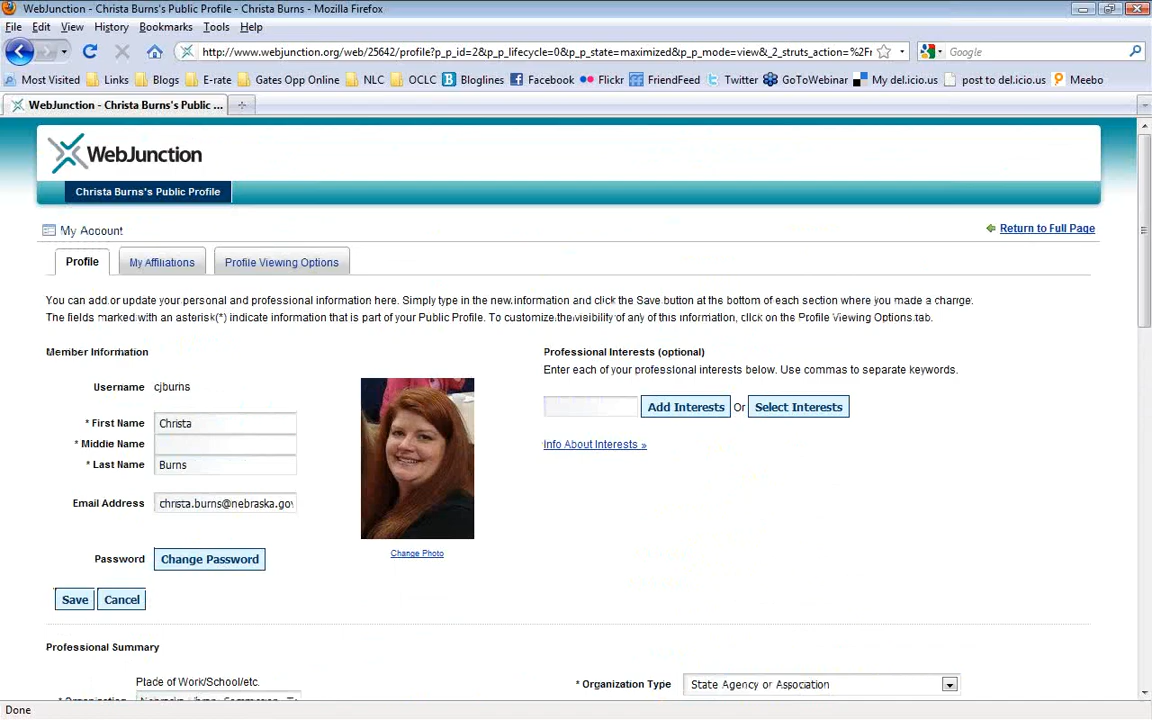 WebJunction - Christa Burns's Public Profile - Christa Burns - Mozilla Firefox
File Edit View History Bookmarks Tools Help
http://www.webjunction.org/web/25642/profile?p_p_id=2&p_p_lifecycle=0&p_p_state=maximized&p_p_mode=view&_2_struts_action=%2Fr Google
Most Visited Links Blogs E-rate Gates Opp Online NLC OCLC Bloglines Facebook Flickr FriendFeed Twitter GoToWebinar My del.icio.us post to del.icio.us Meebo
WebJunction - Christa Burns's Public ...
WebJunction
Christa Burns's Public Profile
My Account Return to Full Page
Profile My Affiliations Profile Viewing Options
You can add or update your personal and professional information here. Simply type in the new information and click the Save button at the bottom of each section where you made a change.
The fields marked with an asterisk(*) indicate information that is part of your Public Profile. To customize the visibility of any of this information, click on the Profile Viewing Options tab.
Member Information
Username cjburns
* First Name Christa
* Middle Name
* Last Name Burns
Email Address christa.burns@nebraska.gov
Password Change Password
Change Photo
Save Cancel
Professional Interests (optional)
Enter each of your professional interests below. Use commas to separate keywords.
Add Interests Or Select Interests
Info About Interests »
Professional Summary
Place of Work/School/etc.
* Organization Nebraska Library Commission
* Organization Type State Agency or Association
Done